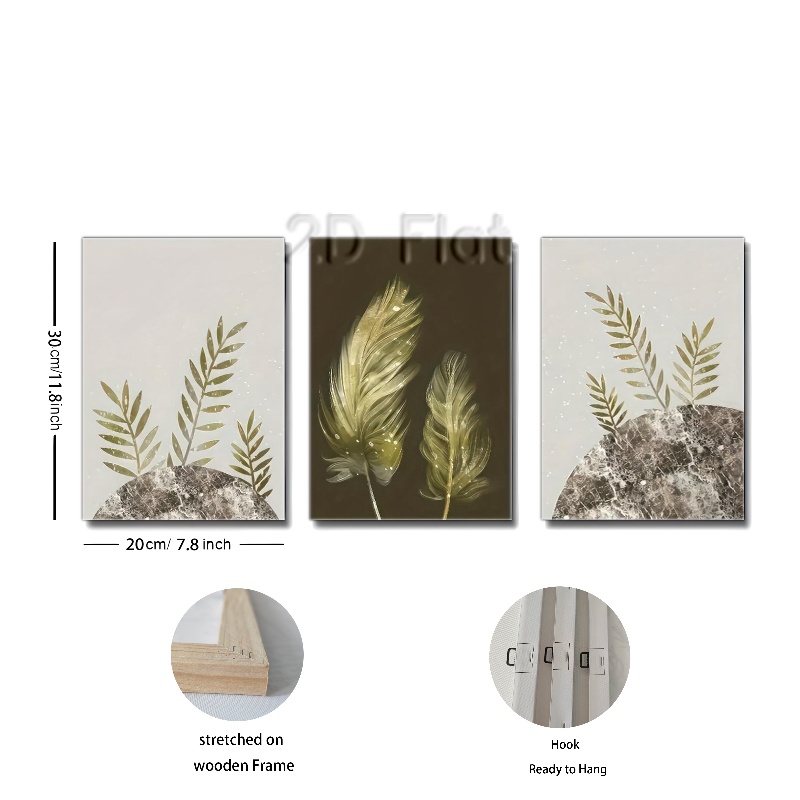 2D Flat
30cm/11.8inch
20cm/ 7.8 inch
stretched on
wooden Frame
Hook
Ready to Hang